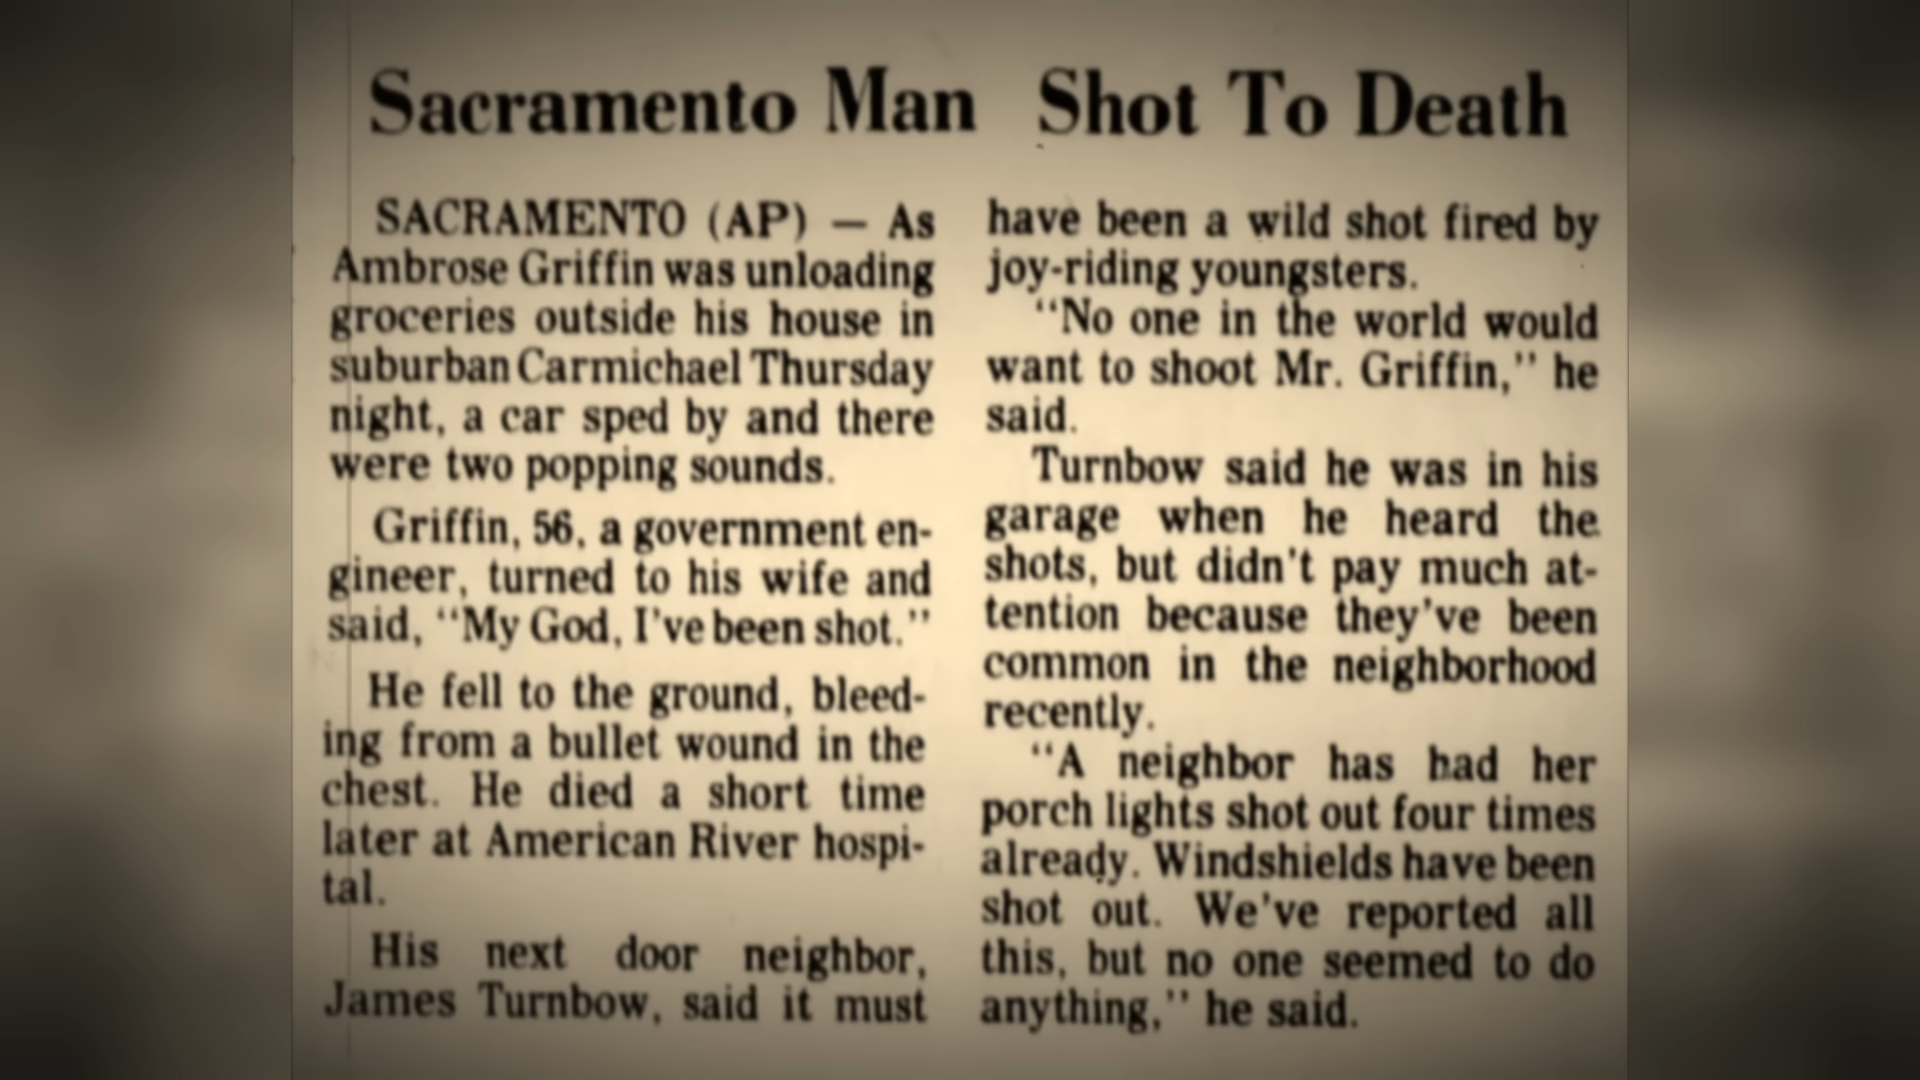 Sacramento Man Shot To Death
SACRAMENTO (AP) — As
Ambrose Griffin was unloading
groceries outside his house in
suburban Carmichael Thursday
night, a car sped by and there
were two popping sounds.
Griffin, 56, a government en-
gineer, turned to his wife and
said, "My God, I've been shot."
He fell to the ground, bleed-
ing from a bullet wound in the
chest. He died a short time
later at American River hospi-
tal.
His next door neighbor,
James Turnbow, said it must
have been a wild shot fired by
joy-riding youngsters.
"No one in the world would
want to shoot Mr. Griffin," he
said.
Turnbow said he was in his
garage when he heard the
shots, but didn't pay much at-
tention because they've been
common in the neighborhood
recently.
"A neighbor has had her
porch lights shot out four times
already. Windshields have been
shot out. We've reported all
this, but no one seemed to do
anything," he said.